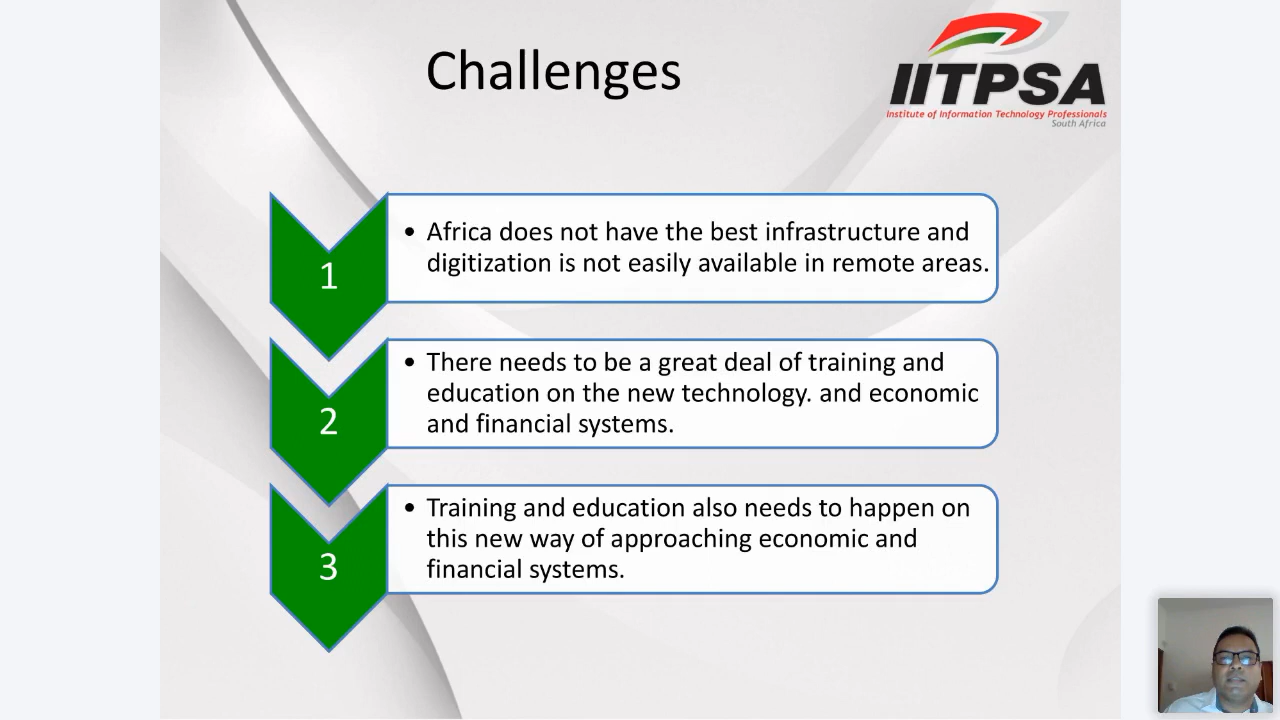 Challenges
IITPSA
Institute of Information Technology Professionals
South Africa
1
• Africa does not have the best infrastructure and
digitization is not easily available in remote areas.
2
• There needs to be a great deal of training and
education on the new technology. and economic
and financial systems.
3
• Training and education also needs to happen on
this new way of approaching economic and
financial systems.